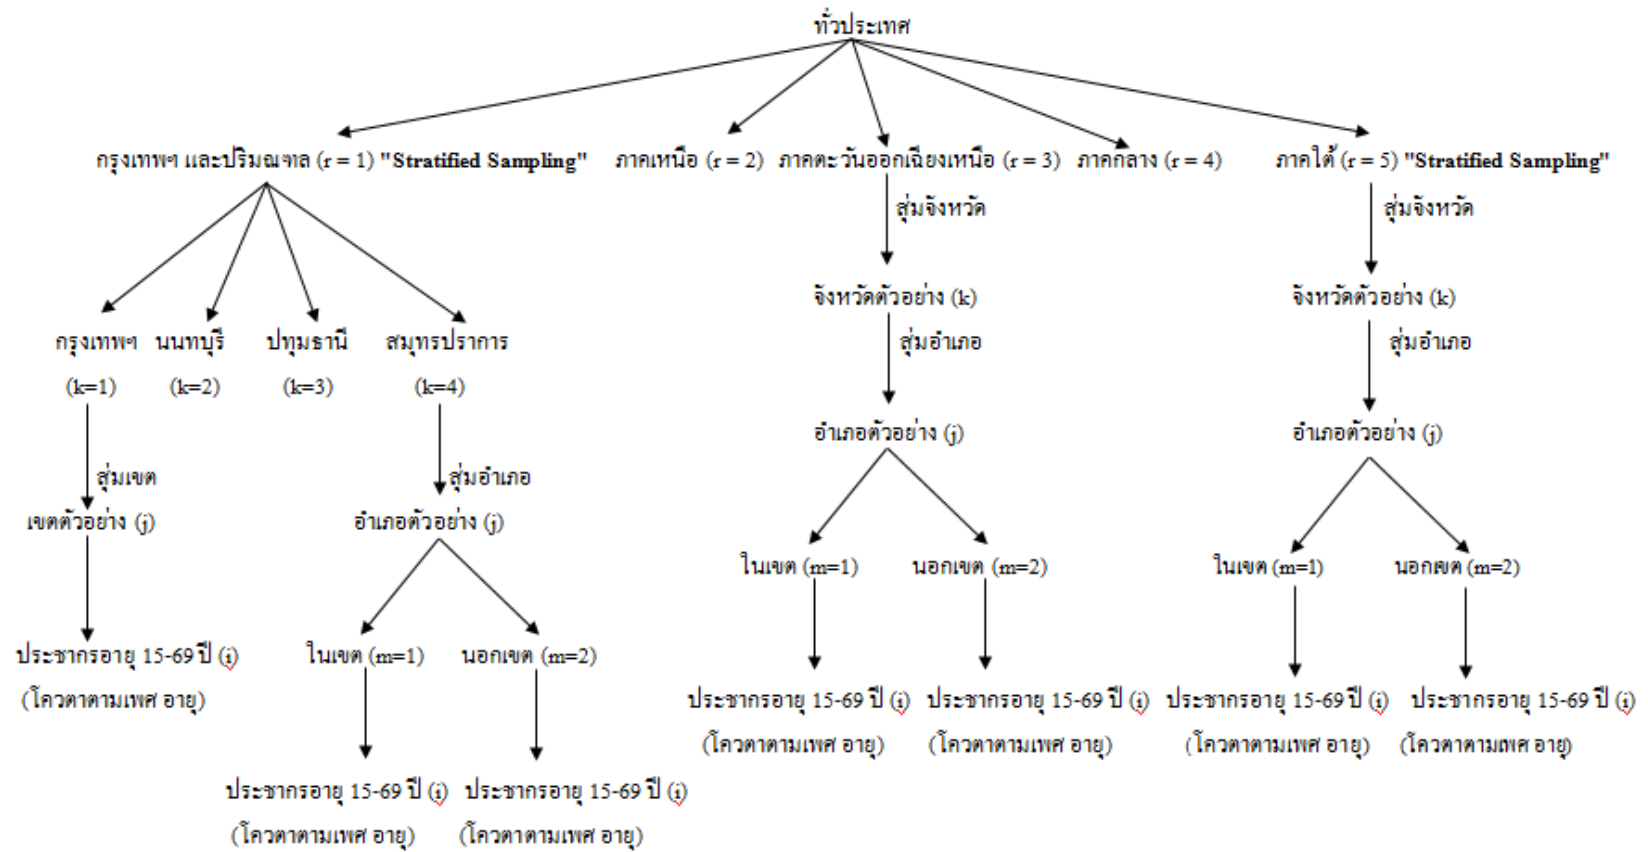 ทั่วประเทศ
กรุงเทพฯ และปริมณฑล (r = 1) "Stratified Sampling" ภาคเหนือ (r = 2) ภาคตะวันออกเฉียงเหนือ (r = 3) ภาคกลาง (r = 4) ภาคใต้ (r = 5) "Stratified Sampling"
สุ่มจังหวัด สุ่มจังหวัด
จังหวัดตัวอย่าง (k) จังหวัดตัวอย่าง (k)
กรุงเทพฯ นนทบุรี ปทุมธานี สมุทรปราการ สุ่มอำเภอ สุ่มอำเภอ
(k=1) (k=2) (k=3) (k=4)
อำเภอตัวอย่าง (j) อำเภอตัวอย่าง (j)
สุ่มเขต สุ่มอำเภอ
เขตตัวอย่าง (j) อำเภอตัวอย่าง (j)
ในเขต (m=1) นอกเขต (m=2) ในเขต (m=1) นอกเขต (m=2)
ประชากรอายุ 15-69 ปี (i) ในเขต (m=1) นอกเขต (m=2)
(โควตาตามเพศ อายุ) ประชากรอายุ 15-69 ปี (i) ประชากรอายุ 15-69 ปี (i) ประชากรอายุ 15-69 ปี (i) ประชากรอายุ 15-69 ปี (i)
(โควตาตามเพศ อายุ) (โควตาตามเพศ อายุ) (โควตาตามเพศ อายุ) (โควตาตามเพศ อายุ)
ประชากรอายุ 15-69 ปี (i) ประชากรอายุ 15-69 ปี (i)
(โควตาตามเพศ อายุ) (โควตาตามเพศ อายุ)